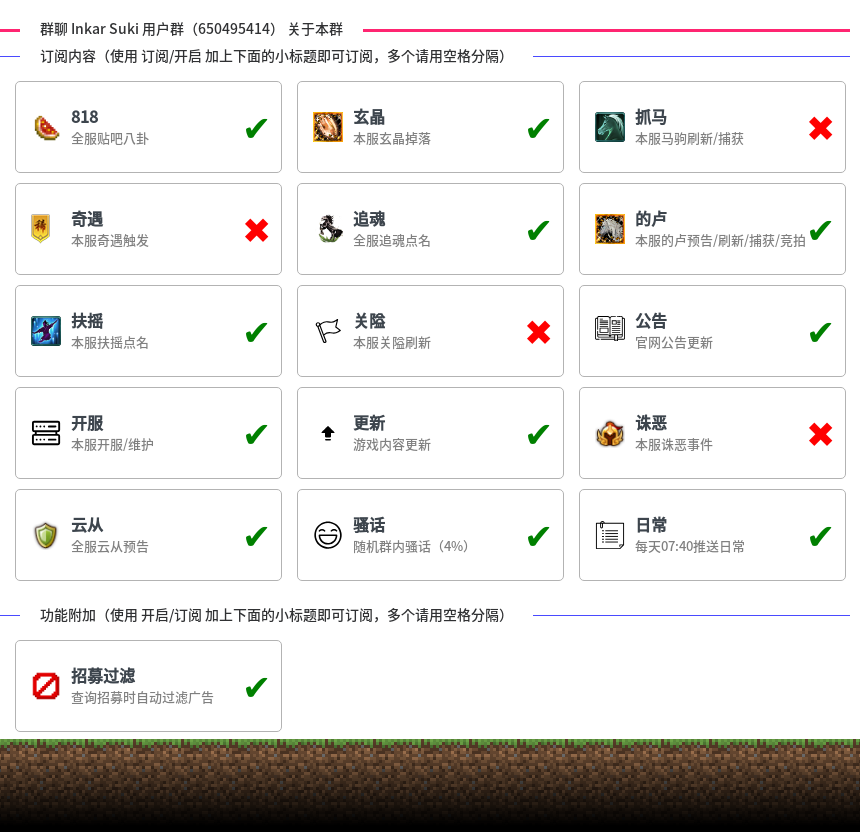 群聊 Inkar Suki 用户群（650495414） 关于本群
订阅内容（使用 订阅/开启 加上下面的小标题即可订阅，多个请用空格分隔）
818
全服贴吧八卦
玄晶
本服玄晶掉落
抓马
本服马驹刷新/捕获
稀
奇遇
本服奇遇触发
追魂
全服追魂点名
的卢
本服的卢预告/刷新/捕获/竞拍
扶摇
本服扶摇点名
关隘
本服关隘刷新
公告
官网公告更新
开服
本服开服/维护
更新
游戏内容更新
诛恶
本服诛恶事件
云从
全服云从预告
骚话
随机群内骚话（4%）
日常
每天07:40推送日常
功能附加（使用 开启/订阅 加上下面的小标题即可订阅，多个请用空格分隔）
招募过滤
查询招募时自动过滤广告